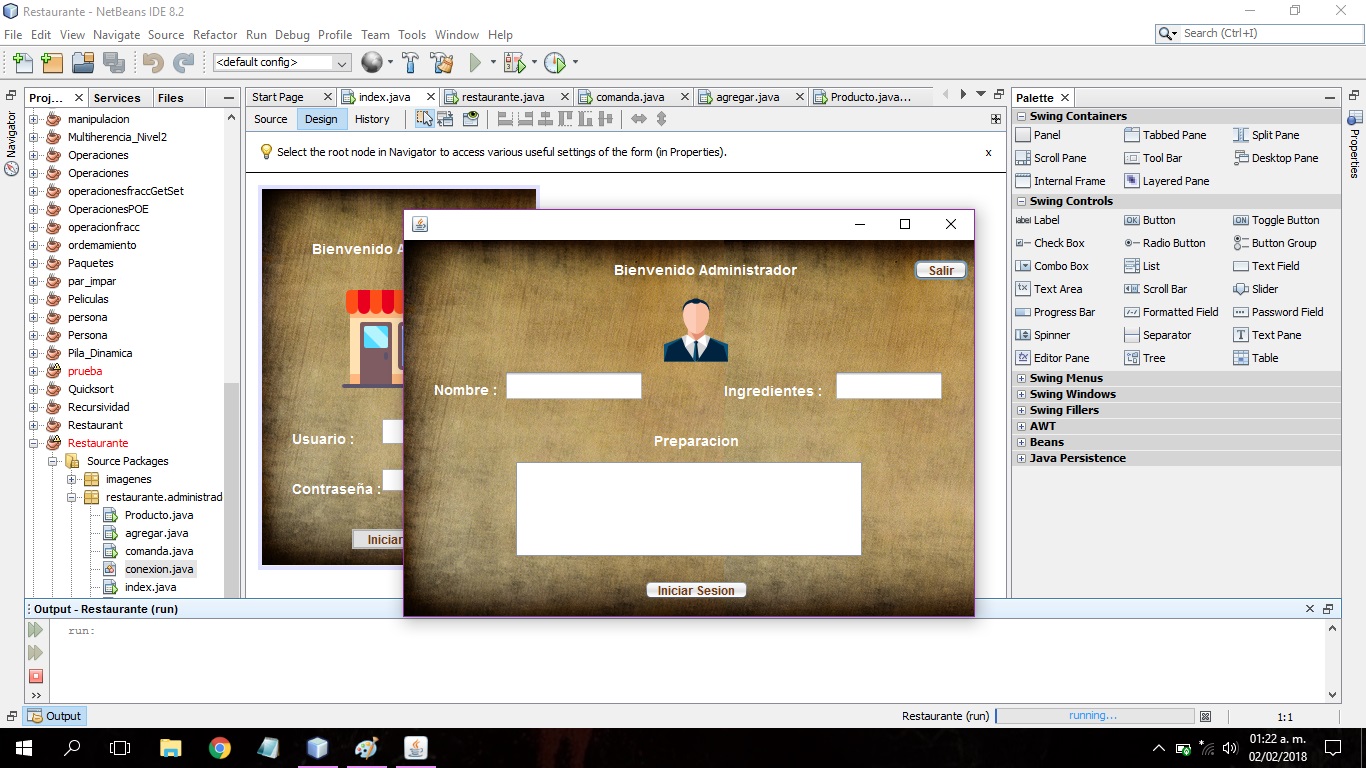 Restaurante - NetBeans IDE 8.2
File Edit View Navigate Source Refactor Run Debug Profile Team Tools Window Help
Search (Ctrl+I)
<default config>
Proj... Services Files
Start Page index.java restaurante.java comanda.java agregar.java Producto.java...
Palette
Navigator
Properties
Source Design History
Select the root node in Navigator to access various useful settings of the form (in Properties).
x
manipulacion
Multiherencia_Nivel2
Operaciones
Operaciones
operacionesfraccGetSet
OperacionesPOE
operacionfracc
ordemamiento
Paquetes
par_impar
Peliculas
persona
Persona
Pila_Dinamica
prueba
Quicksort
Recursividad
Restaurant
Restaurante
Source Packages
imagenes
restaurante.administrad
Producto.java
agregar.java
comanda.java
conexion.java
index.java
Bienvenido A
Usuario :
Contraseña :
Iniciar
Bienvenido Administrador
Salir
Nombre :
Ingredientes :
Preparacion
Iniciar Sesion
Swing Containers
Panel Tabbed Pane Split Pane
Scroll Pane Tool Bar Desktop Pane
Internal Frame Layered Pane
Swing Controls
label Label OK Button ON Toggle Button
Check Box Radio Button Button Group
Combo Box List Text Field
Text Area Scroll Bar Slider
Progress Bar Formatted Field Password Field
Spinner Separator Text Pane
Editor Pane Tree Table
Swing Menus
Swing Windows
Swing Fillers
AWT
Beans
Java Persistence
Output - Restaurante (run)
run:
Output
Restaurante (run) running... 1:1
01:22 a. m.
02/02/2018